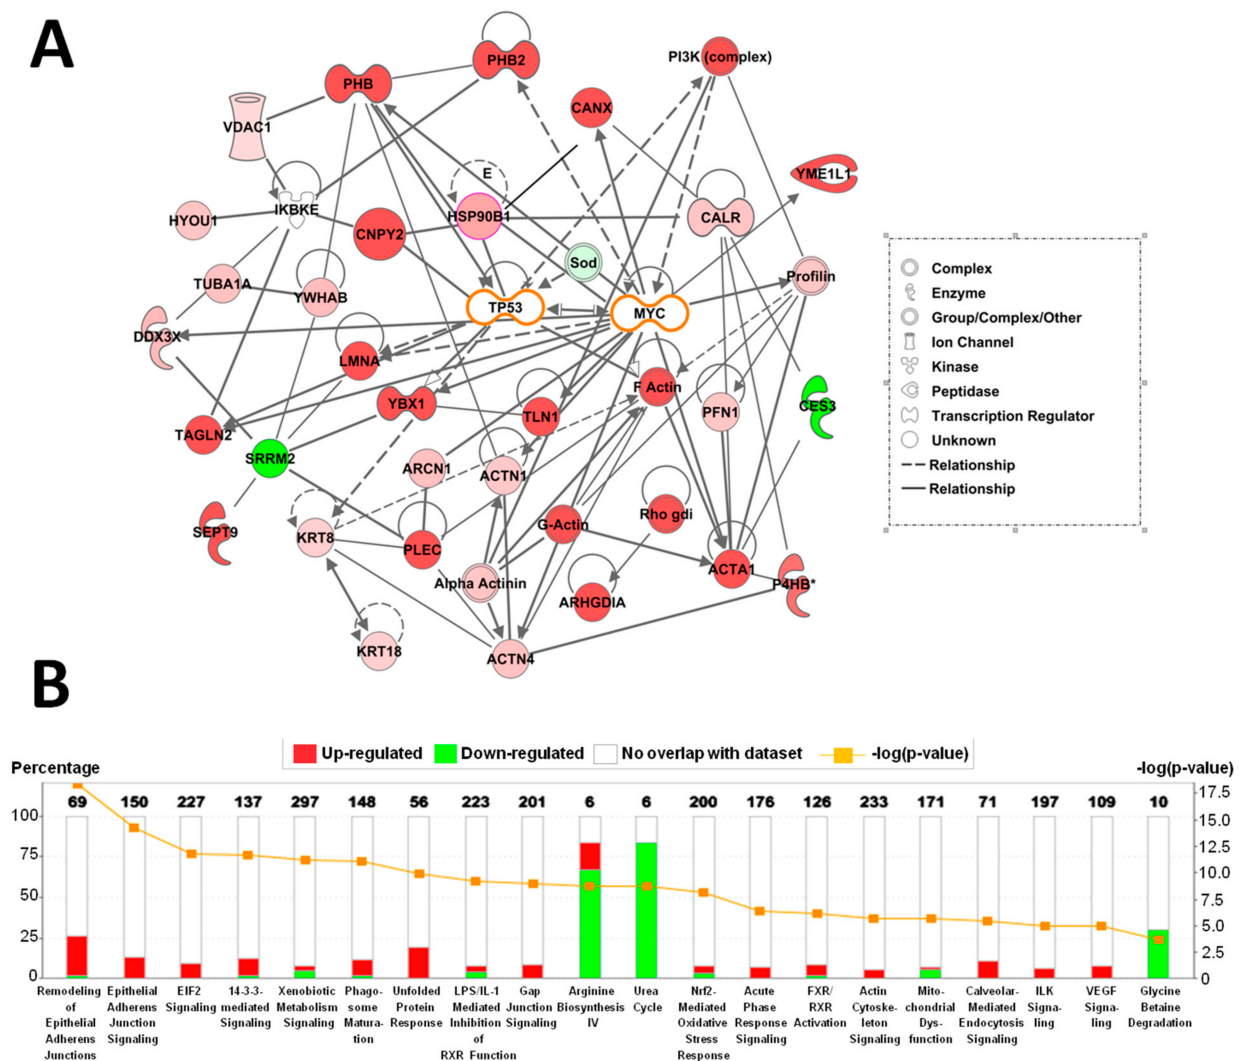 A
PHB2
PI3K (complex)
PHB
CANX
VDAC1
YME1L1
E
IKBKE
HSP90B1
HYOU1
CALR
CNPY2
Sod
TUBA1A
Profilin
YWHAB
TP53
MYC
DDX3X
LMNA
F Actin
YBX1
PFN1
CES3
TLN1
TAGLN2
SRRM2
ARCN1
ACTN1
SEPT9
KRT8
G-Actin
Rho gdi
PLEC
Alpha Actinin
ACTA1
P4HB*
ARHGDIA
KRT18
ACTN4
Complex
Enzyme
Group/Complex/Other
Ion Channel
Kinase
Peptidase
Transcription Regulator
Unknown
Relationship
Relationship
B
Up-regulated Down-regulated No overlap with dataset -log(p-value)
Percentage -log(p-value)
69 150 227 137 297 148 56 223 201 6 6 200 176 126 233 171 71 197 109 10
100
75
50
25
0
17.5
15.0
12.5
10.0
7.5
5.0
2.5
0
Remodeling
of
Epithelial
Adherens
Junctions
Epithelial
Adherens
Junction
Signaling
EIF2
Signaling
14-3-3-
mediated
Signaling
Xenobiotic
Metabolism
Signaling
Phago-
some
Matura-
tion
Unfolded
Protein
Response
LPS/IL-1
Mediated
Inhibition
of
RXR Function
Gap
Junction
Signaling
Arginine
Biosynthesis
IV
Urea
Cycle
Nrf2-
Mediated
Oxidative
Stress
Response
Acute
Phase
Response
Signaling
FXR/
RXR
Activation
Actin
Cytoske-
leton
Signaling
Mito-
chondrial
Dys-
function
Calveolar-
Mediated
Endocytosis
Signaling
ILK
Signa-
ling
VEGF
Signa-
ling
Glycine
Betaine
Degradation